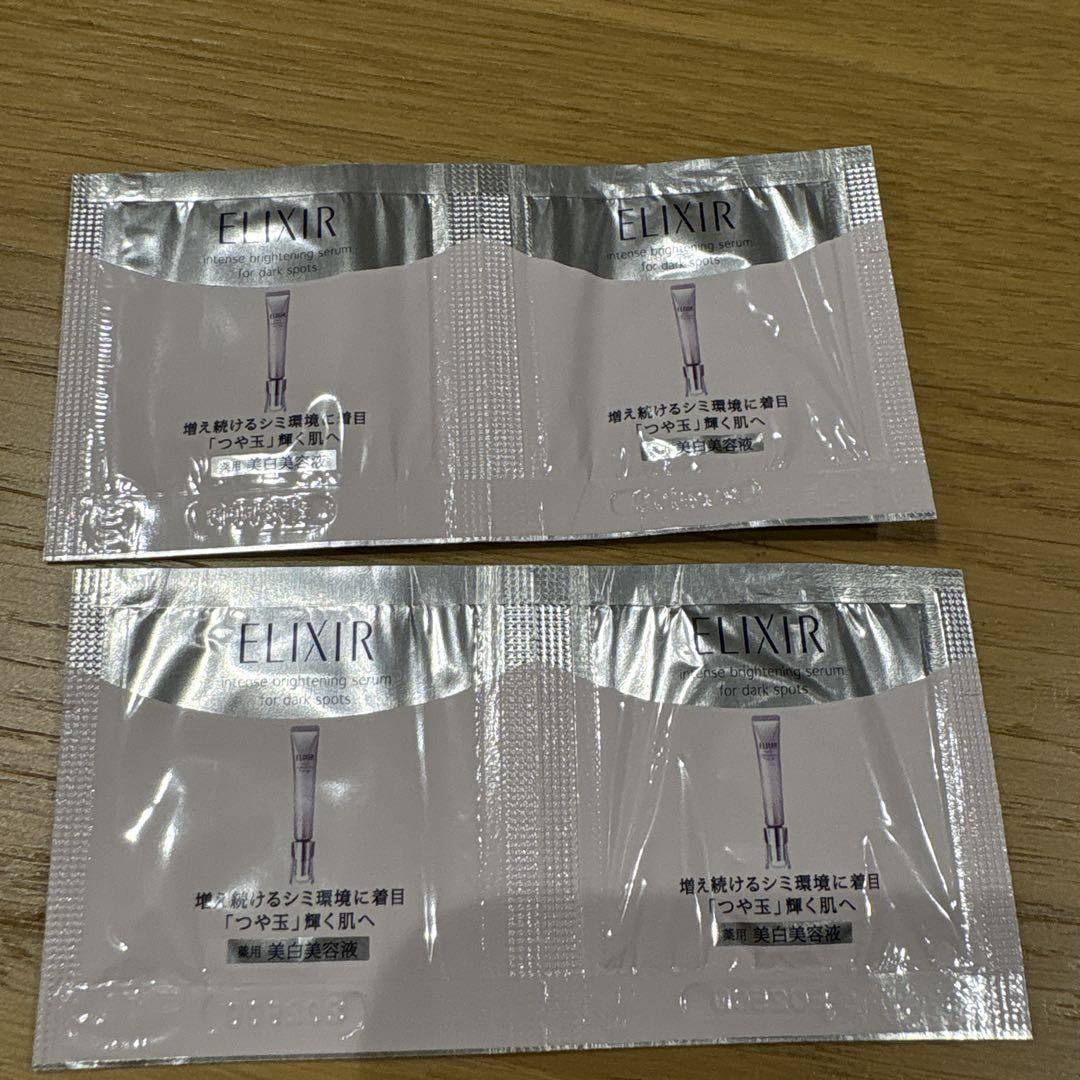 ELIXIR
intense brightening serum
for dark spots
ELIXIR
増え続けるシミ環境に着目
「つや玉」輝く肌へ
薬用 美白美容液
ELIXIR
intense brightening serum
for dark spots
ELIXIR
増え続けるシミ環境に着目
「つや玉」輝く肌へ
美白美容液
ELIXIR
intense brightening serum
for dark spots
ELIXIR
増え続けるシミ環境に着目
「つや玉」輝く肌へ
薬用 美白美容液
ELIXIR
intense brightening serum
for dark spots
ELIXIR
増え続けるシミ環境に着目
「つや玉」輝く肌へ
薬用 美白美容液